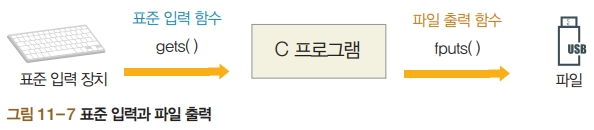 표준 입력 함수
gets( )
C 프로그램
파일 출력 함수
fputs( )
USB
표준 입력 장치
파일
그림 11-7 표준 입력과 파일 출력